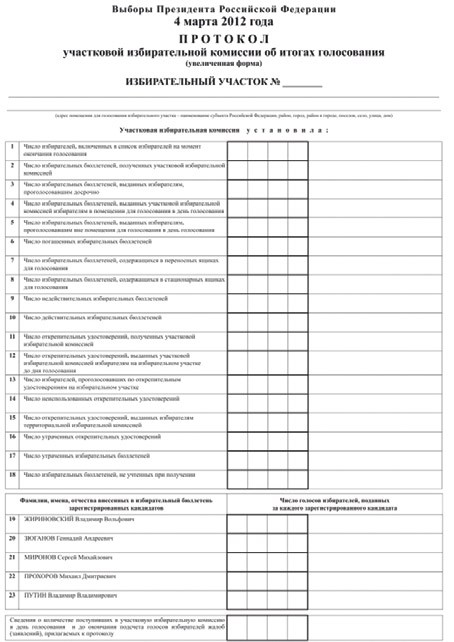 Выборы Президента Российской Федерации
4 марта 2012 года
ПРОТОКОЛ
участковой избирательной комиссии об итогах голосования
(увеличенная форма)
ИЗБИРАТЕЛЬНЫЙ УЧАСТОК №
(адрес помещения для голосования избирательного участка – наименование субъекта Российской Федерации, район, город, район в городе, поселок, село, улица, дом)
Участковая избирательная комиссия установила:
1 Число избирателей, включенных в список избирателей на момент
окончания голосования
2 Число избирательных бюллетеней, полученных участковой избирательной
комиссией
3 Число избирательных бюллетеней, выданных избирателям,
проголосовавшим досрочно
4 Число избирательных бюллетеней, выданных участковой избирательной
комиссией избирателям в помещении для голосования в день голосования
5 Число избирательных бюллетеней, выданных избирателям,
проголосовавшим вне помещения для голосования в день голосования
6 Число погашенных избирательных бюллетеней
7 Число избирательных бюллетеней, содержащихся в переносных ящиках
для голосования
8 Число избирательных бюллетеней, содержащихся в стационарных ящиках
для голосования
9 Число недействительных избирательных бюллетеней
10 Число действительных избирательных бюллетеней
11 Число открепительных удостоверений, полученных участковой
избирательной комиссией
12 Число открепительных удостоверений, выданных участковой
избирательной комиссией избирателям на избирательном участке
до дня голосования
13 Число избирателей, проголосовавших по открепительным
удостоверениям на избирательном участке
14 Число неиспользованных открепительных удостоверений
15 Число открепительных удостоверений, выданных избирателям
территориальной избирательной комиссией
16 Число утраченных открепительных удостоверений
17 Число утраченных избирательных бюллетеней
18 Число избирательных бюллетеней, не учтенных при получении
Фамилии, имена, отчества внесенных в избирательный бюллетень
зарегистрированных кандидатов
Число голосов избирателей, поданных
за каждого зарегистрированного кандидата
19 ЖИРИНОВСКИЙ Владимир Вольфович
20 ЗЮГАНОВ Геннадий Андреевич
21 МИРОНОВ Сергей Михайлович
22 ПРОХОРОВ Михаил Дмитриевич
23 ПУТИН Владимир Владимирович
Сведения о количестве поступивших в участковую избирательную комиссию
в день голосования и до окончания подсчета голосов избирателей жалоб
(заявлений), прилагаемых к протоколу